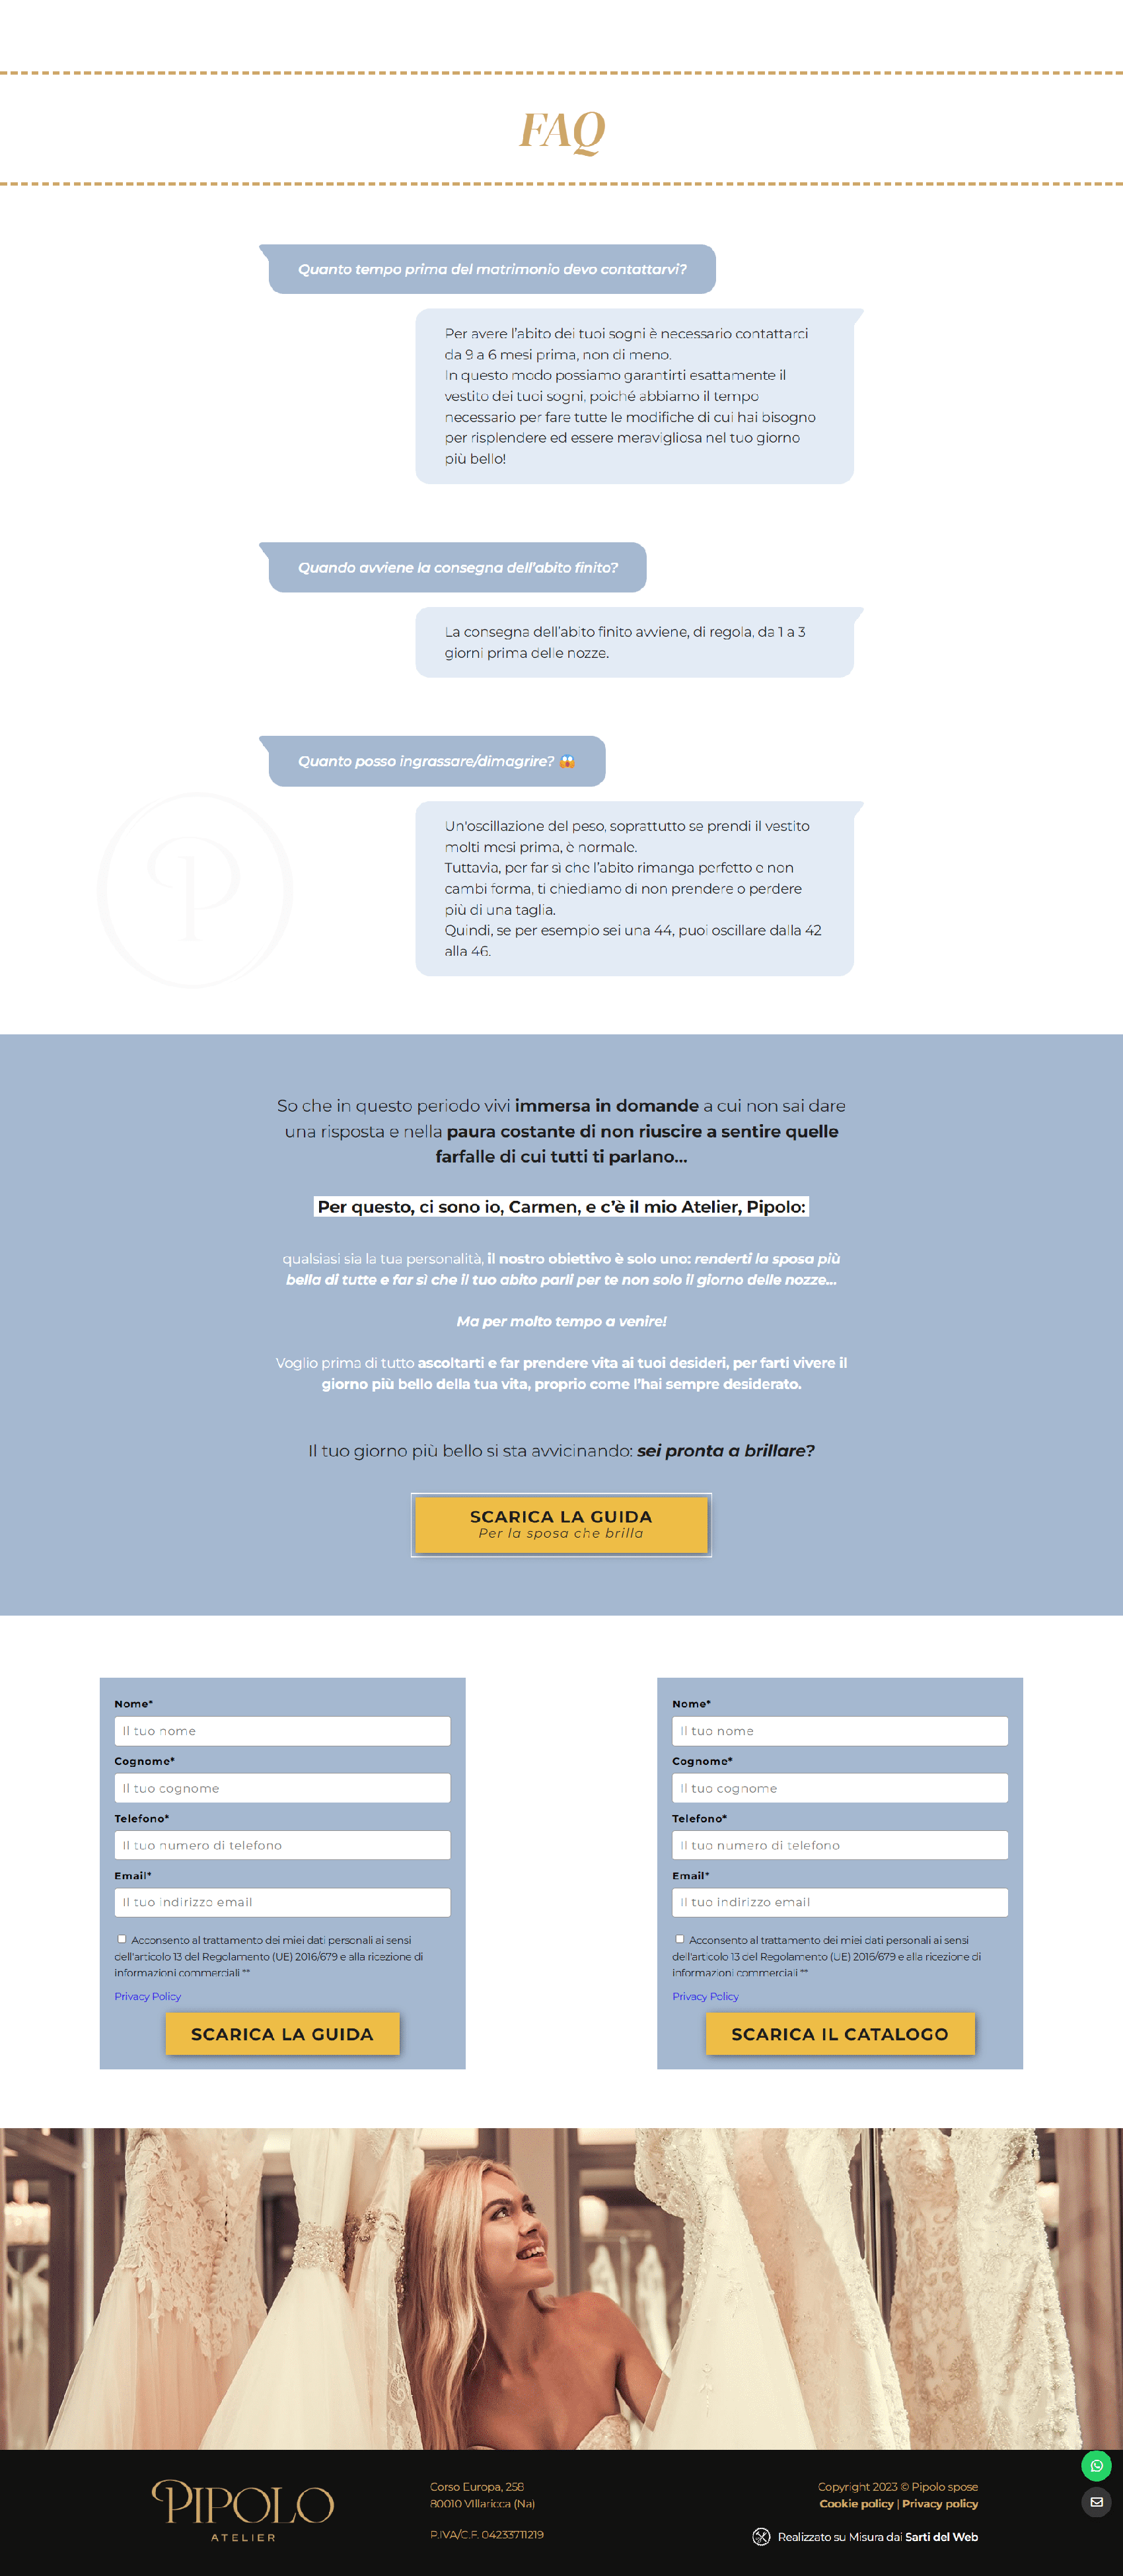 FAQ
Quanto tempo prima del matrimonio devo contattarvi?
Per avere l'abito dei tuoi sogni è necessario contattarci
da 9 a 6 mesi prima, non di meno.
In questo modo possiamo garantirti esattamente il
vestito dei tuoi sogni, poiché abbiamo il tempo
necessario per fare tutte le modifiche di cui hai bisogno
per risplendere ed essere meravigliosa nel tuo giorno
più bello!
Quando avviene la consegna dell'abito finito?
La consegna dell'abito finito avviene, di regola, da 1 a 3
giorni prima delle nozze.
Quanto posso ingrassare/dimagrire? 😱
Un'oscillazione del peso, soprattutto se prendi il vestito
molti mesi prima, è normale.
Tuttavia, per far sì che l'abito rimanga perfetto e non
cambi forma, ti chiediamo di non prendere o perdere
più di una taglia.
Quindi, se per esempio sei una 44, puoi oscillare dalla 42
alla 46.
P
So che in questo periodo vivi immersa in domande a cui non sai dare
una risposta e nella paura costante di non riuscire a sentire quelle
farfalle di cui tutti ti parlano...
Per questo, ci sono io, Carmen, e c'è il mio Atelier, Pipolo:
qualsiasi sia la tua personalità, il nostro obiettivo è solo uno: renderti la sposa più
bella di tutte e far sì che il tuo abito parli per te non solo il giorno delle nozze...
Ma per molto tempo a venire!
Voglio prima di tutto ascoltarti e far prendere vita ai tuoi desideri, per farti vivere il
giorno più bello della tua vita, proprio come l'hai sempre desiderato.
Il tuo giorno più bello si sta avvicinando: sei pronta a brillare?
SCARICA LA GUIDA
Per la sposa che brilla
Nome*
Il tuo nome
Cognome*
Il tuo cognome
Telefono*
Il tuo numero di telefono
Email*
Il tuo indirizzo email
Acconsento al trattamento dei miei dati personali ai sensi
dell'articolo 13 del Regolamento (UE) 2016/679 e alla ricezione di
informazioni commerciali **
Privacy Policy
SCARICA LA GUIDA
Nome*
Il tuo nome
Cognome*
Il tuo cognome
Telefono*
Il tuo numero di telefono
Email*
Il tuo indirizzo email
Acconsento al trattamento dei miei dati personali ai sensi
dell'articolo 13 del Regolamento (UE) 2016/679 e alla ricezione di
informazioni commerciali **
Privacy Policy
SCARICA IL CATALOGO
PIPOLO
ATELIER
Corso Europa, 258
80010 VIllaricca (Na)
P.IVA/C.F. 04233711219
Copyright 2023 © Pipolo spose
Cookie policy | Privacy policy
Realizzato su Misura dai Sarti del Web